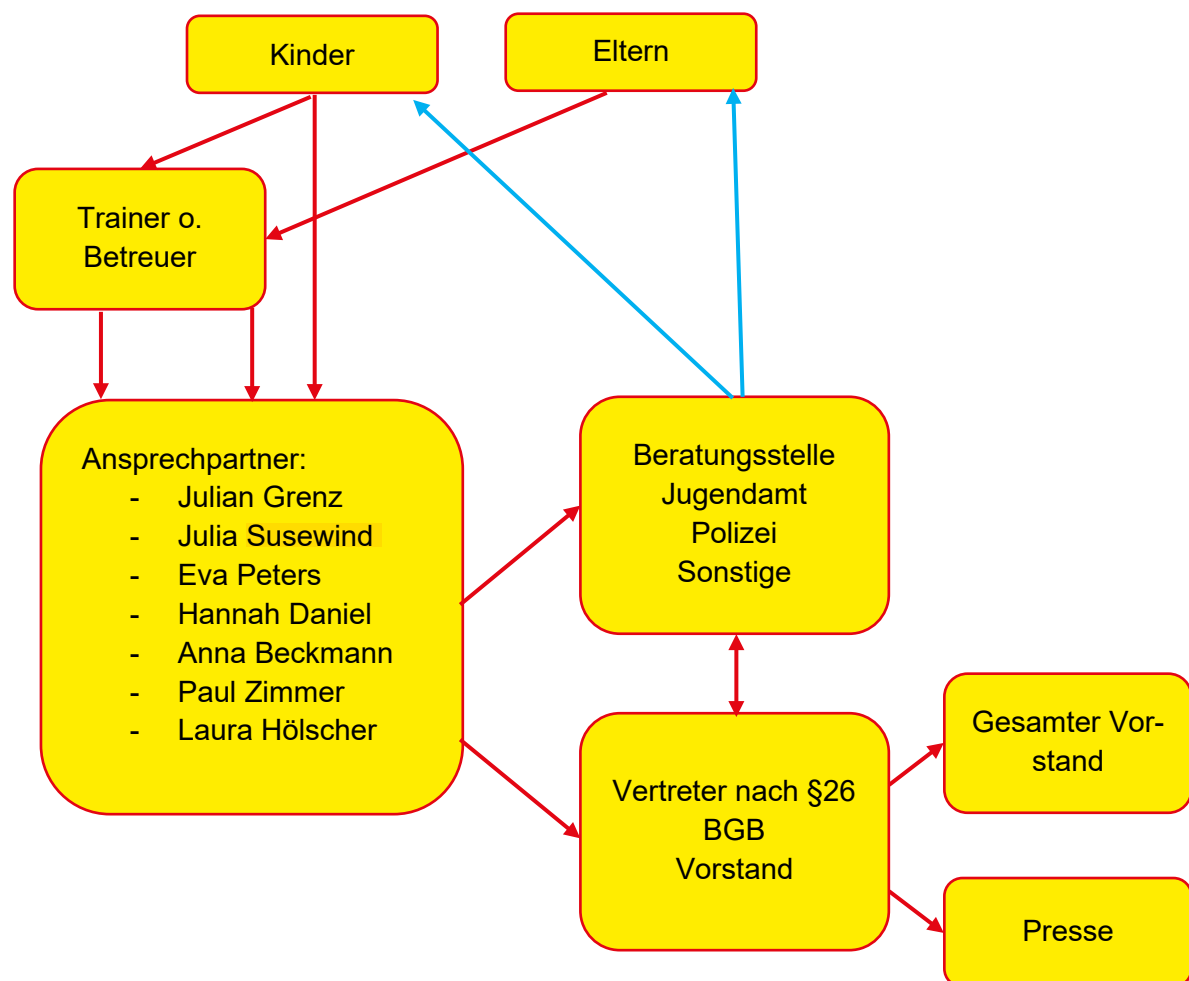 Kinder
Eltern
Trainer o.
Betreuer
Ansprechpartner:
- Julian Grenz
- Julia Susewind
- Eva Peters
- Hannah Daniel
- Anna Beckmann
- Paul Zimmer
- Laura Hölscher
Beratungsstelle
Jugendamt
Polizei
Sonstige
Vertreter nach §26
BGB
Vorstand
Gesamter Vor-
stand
Presse